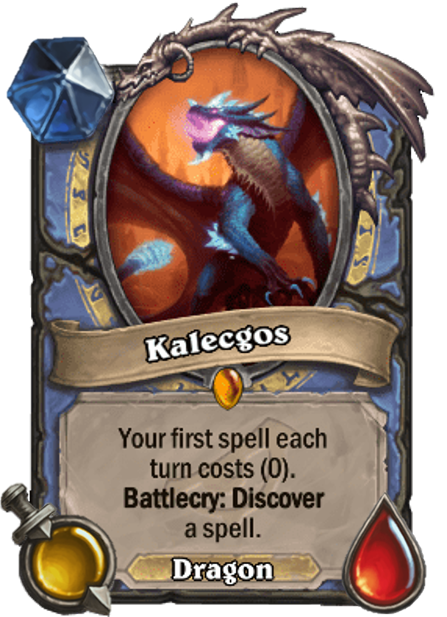 Kalecgos
Your first spell each
turn costs (0).
Battlecry: Discover
a spell.
Dragon